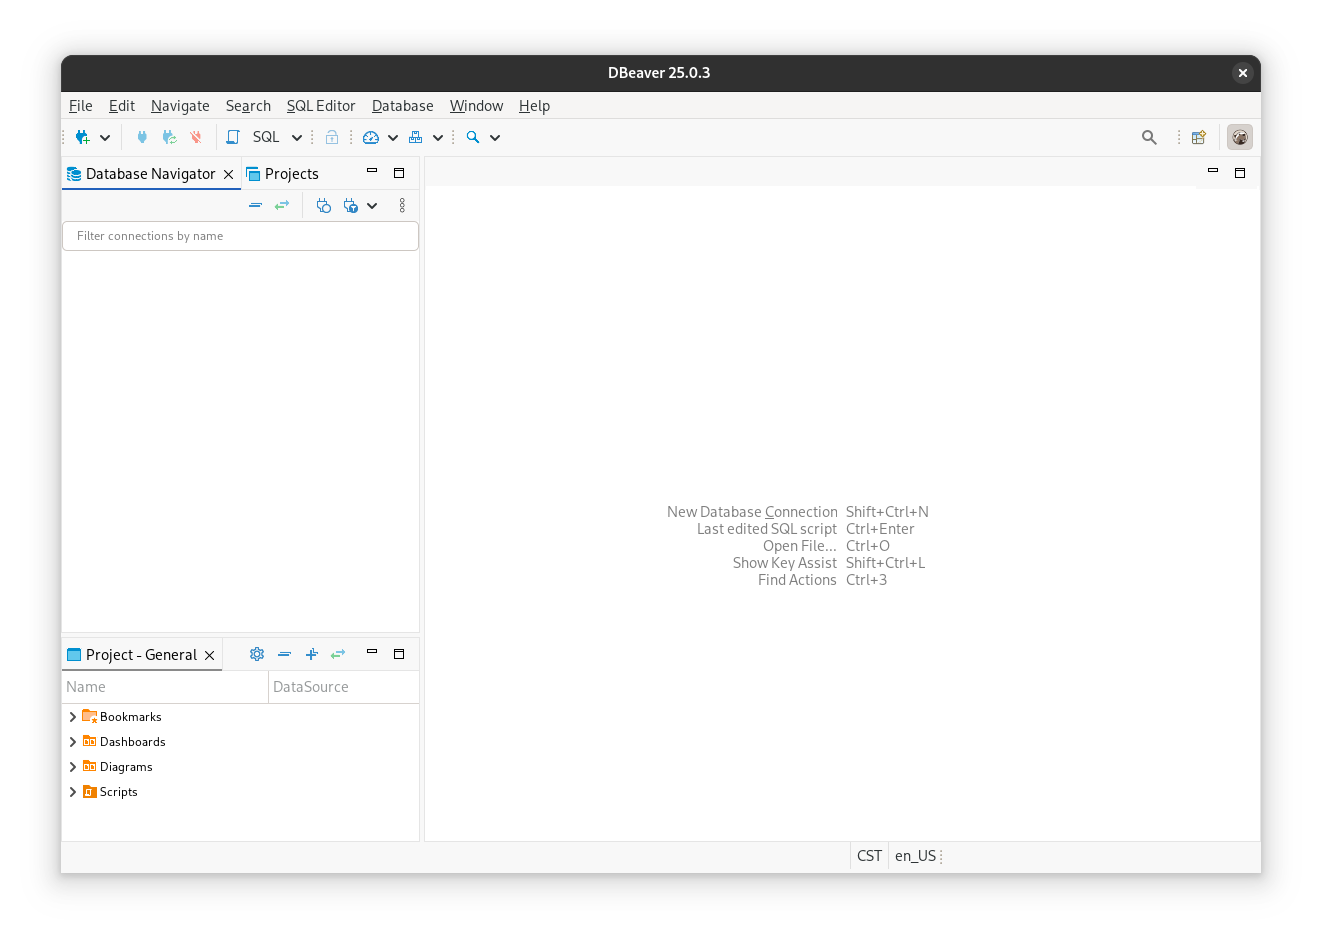 DBeaver 25.0.3
File Edit Navigate Search SQL Editor Database Window Help
SQL
Database Navigator Projects
Filter connections by name
New Database Connection Shift+Ctrl+N
Last edited SQL script Ctrl+Enter
Open File... Ctrl+O
Show Key Assist Shift+Ctrl+L
Find Actions Ctrl+3
Project - General
Name DataSource
Bookmarks
Dashboards
Diagrams
Scripts
CST en_US